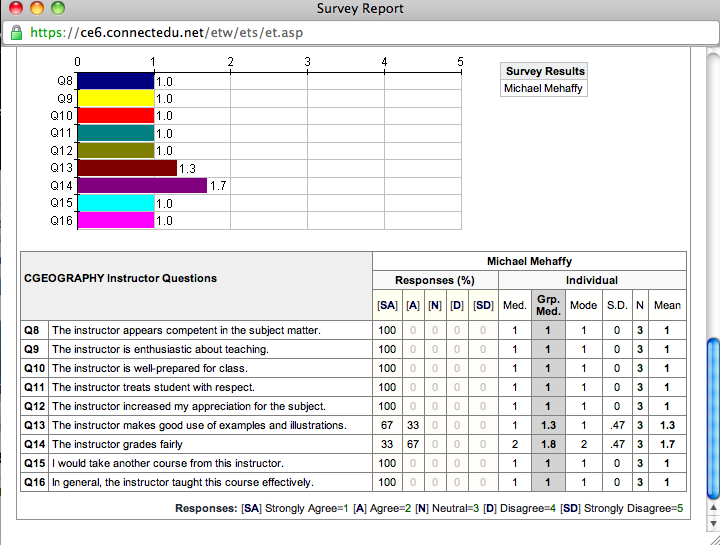 Survey Report
https://ce6.connectedu.net/etw/ets/et.asp
0 1 2 3 4 5
Q8 1.0
Q9 1.0
Q10 1.0
Q11 1.0
Q12 1.0
Q13 1.3
Q14 1.7
Q15 1.0
Q16 1.0
Survey Results
Michael Mehaffy
Michael Mehaffy
CGEOGRAPHY Instructor Questions
Responses (%) Individual
[SA] [A] [N] [D] [SD] Med. Grp. Med. Mode S.D. N Mean
Q8 The instructor appears competent in the subject matter. 100 0 0 0 0 1 1 1 0 3 1
Q9 The instructor is enthusiastic about teaching. 100 0 0 0 0 1 1 1 0 3 1
Q10 The instructor is well-prepared for class. 100 0 0 0 0 1 1 1 0 3 1
Q11 The instructor treats student with respect. 100 0 0 0 0 1 1 1 0 3 1
Q12 The instructor increased my appreciation for the subject. 100 0 0 0 0 1 1 1 0 3 1
Q13 The instructor makes good use of examples and illustrations. 67 33 0 0 0 1 1.3 1 .47 3 1.3
Q14 The instructor grades fairly 33 67 0 0 0 2 1.8 2 .47 3 1.7
Q15 I would take another course from this instructor. 100 0 0 0 0 1 1 1 0 3 1
Q16 In general, the instructor taught this course effectively. 100 0 0 0 0 1 1 1 0 3 1
Responses: [SA] Strongly Agree=1 [A] Agree=2 [N] Neutral=3 [D] Disagree=4 [SD] Strongly Disagree=5